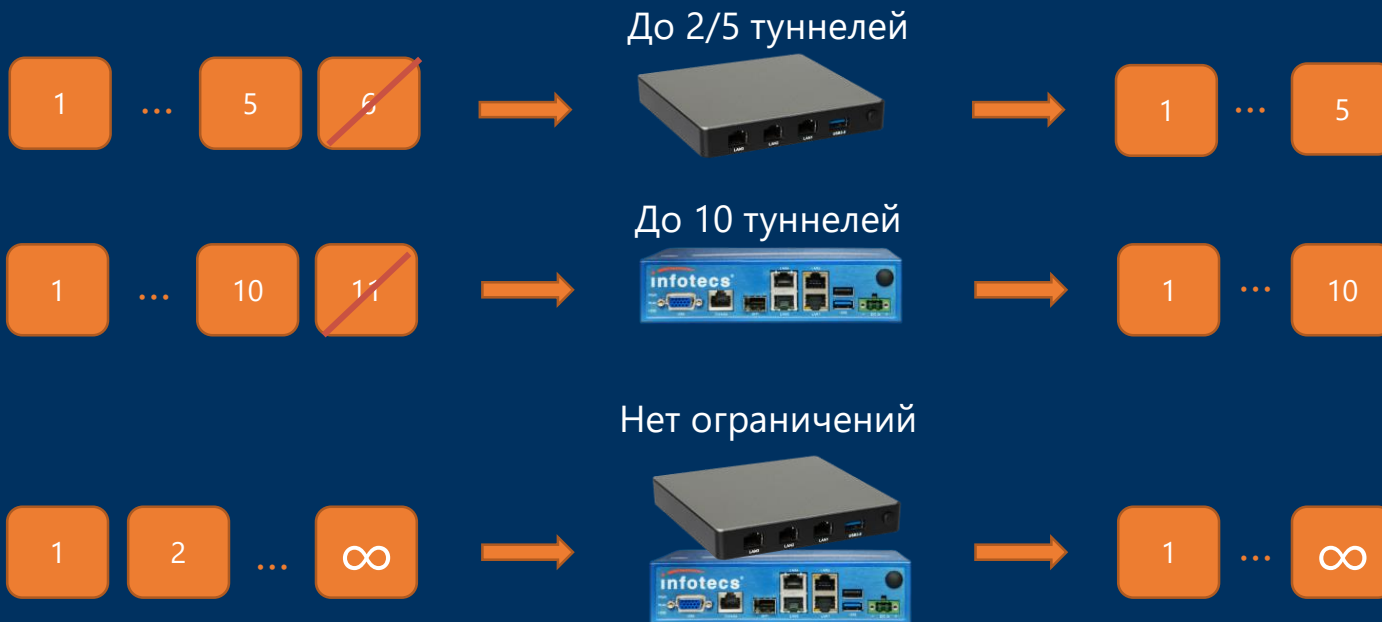 До 2/5 туннелей
1 ... 5 6
1 ... 5
До 10 туннелей
1 ... 10 11
infotecs
1 ... 10
Нет ограничений
1 2 ... ∞
infotecs
1 ... ∞